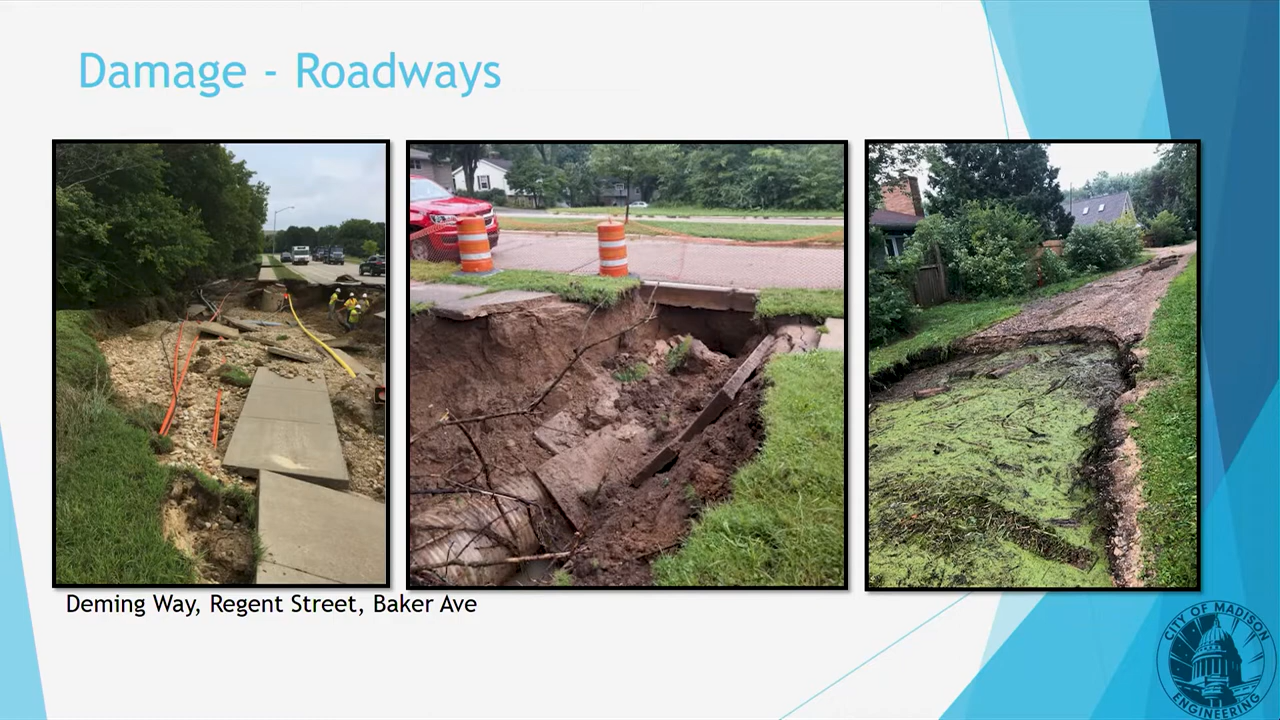 Damage - Roadways
Deming Way, Regent Street, Baker Ave
CITY OF MADISON
ENGINEERING